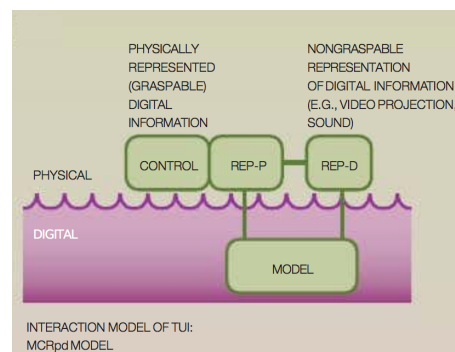 PHYSICALLY
REPRESENTED
(GRASPABLE)
DIGITAL
INFORMATION
NONGRASPABLE
REPRESENTATION
OF DIGITAL INFORMATION
(E.G., VIDEO PROJECTION,
SOUND)
CONTROL
REP-P
REP-D
PHYSICAL
DIGITAL
MODEL
INTERACTION MODEL OF TUI:
MCRpd MODEL